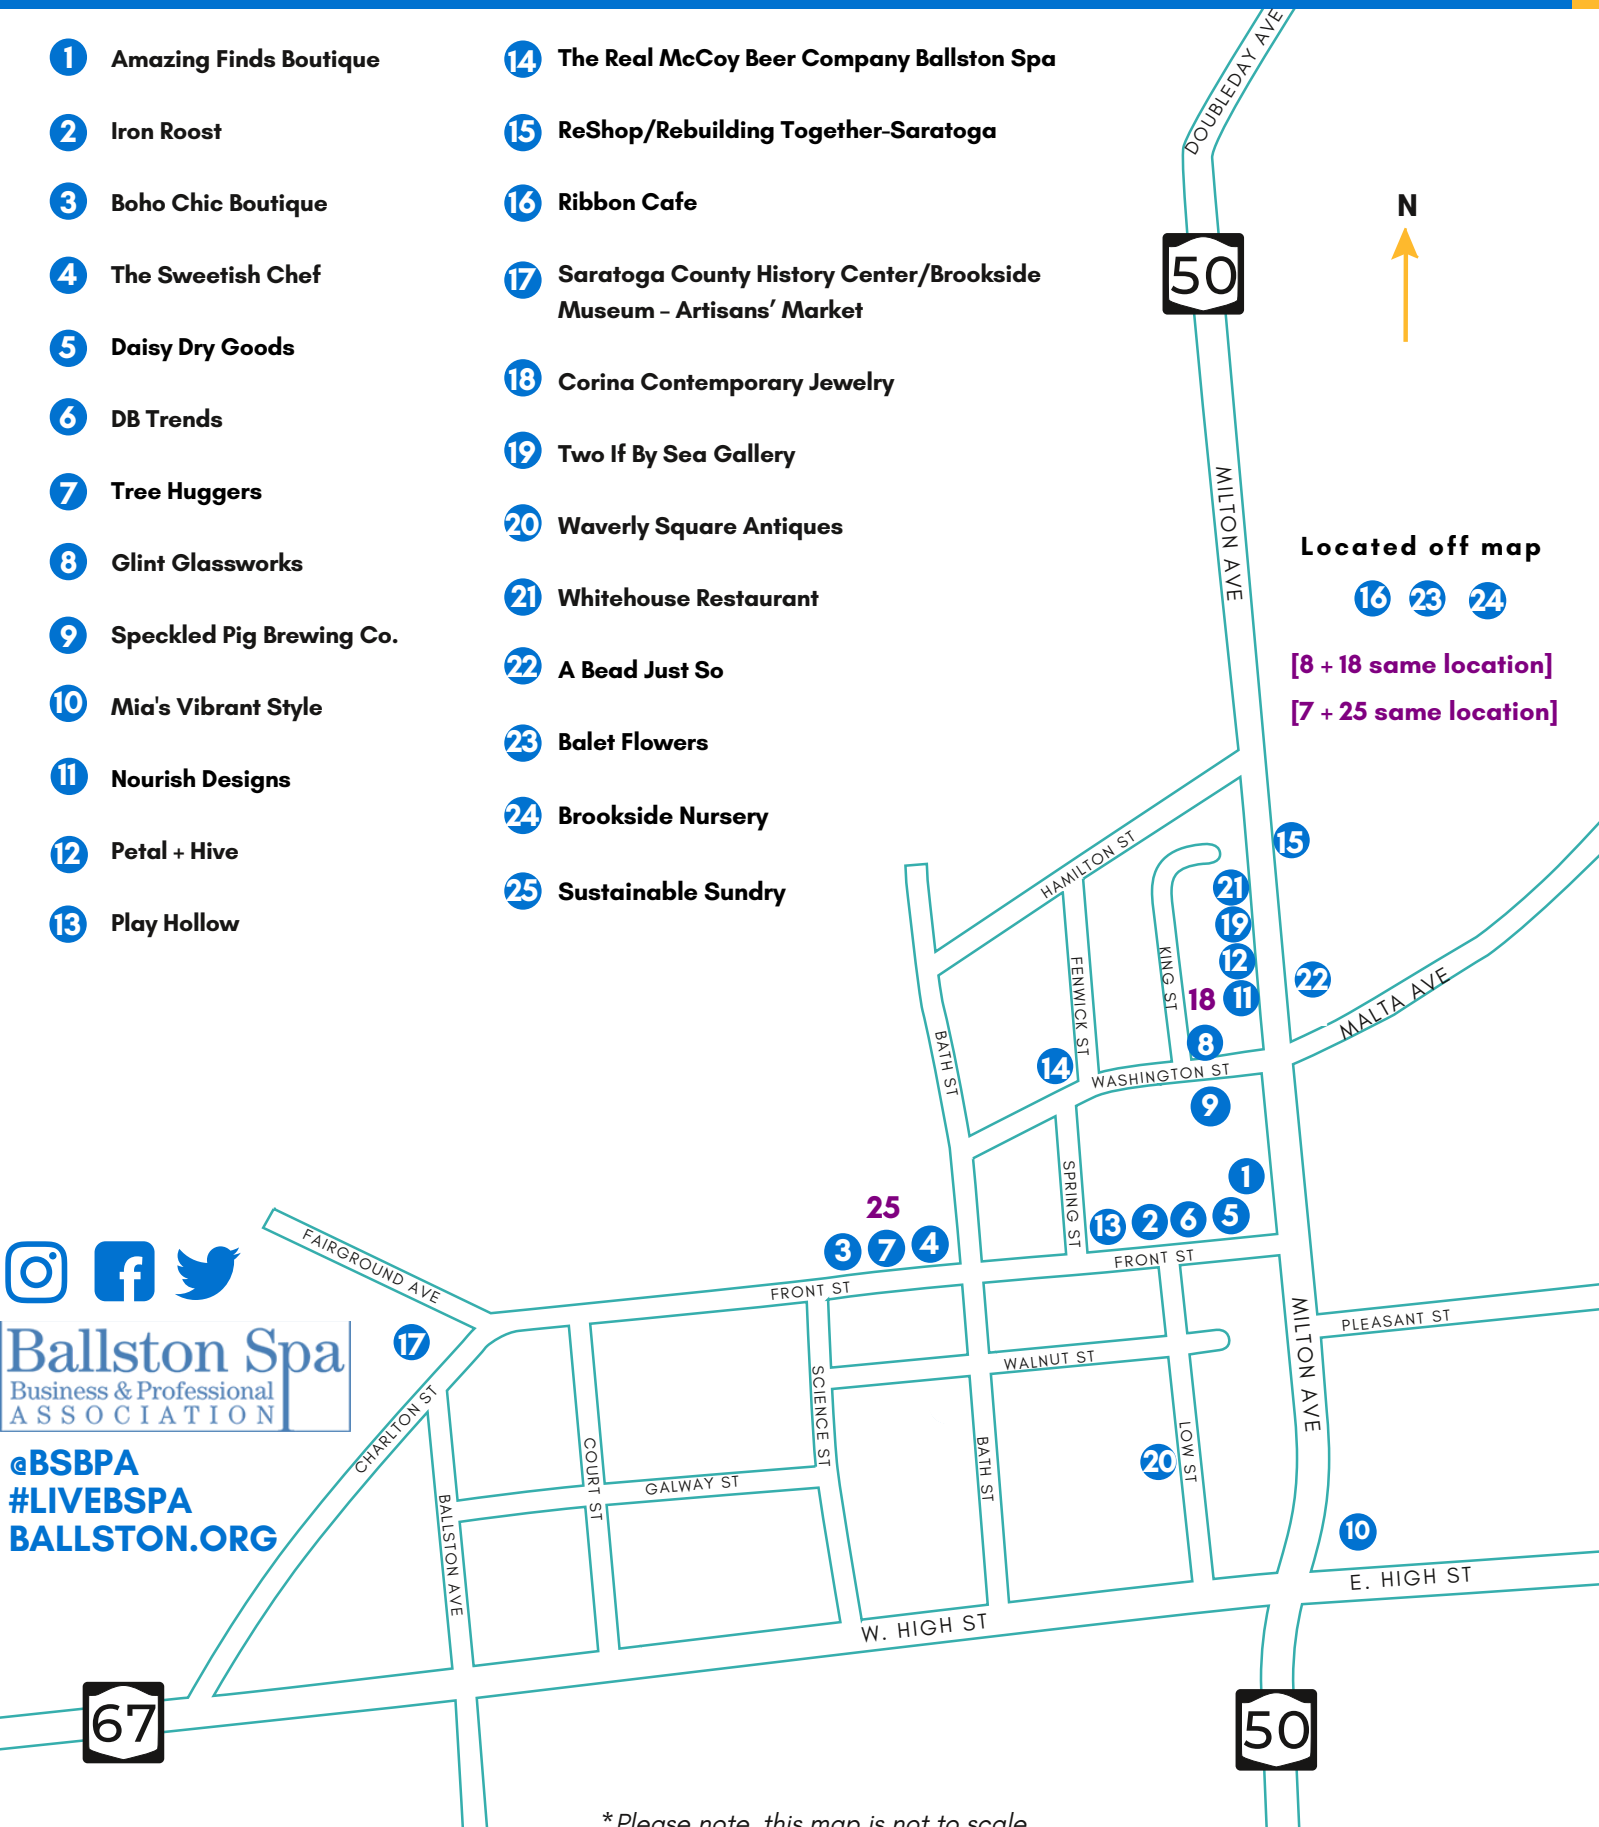 1 Amazing Finds Boutique
2 Iron Roost
3 Boho Chic Boutique
4 The Sweetish Chef
5 Daisy Dry Goods
6 DB Trends
7 Tree Huggers
8 Glint Glassworks
9 Speckled Pig Brewing Co.
10 Mia's Vibrant Style
11 Nourish Designs
12 Petal + Hive
13 Play Hollow
14 The Real McCoy Beer Company Ballston Spa
15 ReShop/Rebuilding Together-Saratoga
16 Ribbon Cafe
17 Saratoga County History Center/Brookside
Museum – Artisans’ Market
18 Corina Contemporary Jewelry
19 Two If By Sea Gallery
20 Waverly Square Antiques
21 Whitehouse Restaurant
22 A Bead Just So
23 Balet Flowers
24 Brookside Nursery
25 Sustainable Sundry
DOUBLEDAY AVE
N
50
MILTON AVE
Located off map
16 23 24
[8 + 18 same location]
[7 + 25 same location]
HAMILTON ST
15
21
19
12
18 11
22
MALTA AVE
KING ST
FENWICK ST
BATH ST
14
8
WASHINGTON ST
9
SPRING ST
1
13 2 6 5
FRONT ST
25
3 7 4
FRONT ST
FAIRGROUND AVE
17
CHARLTON ST
SCIENCE ST
WALNUT ST
MILTON AVE
PLEASANT ST
COURT ST
GALWAY ST
BATH ST
20
LOW ST
BALLSTON AVE
10
E. HIGH ST
W. HIGH ST
67
50
Ballston Spa
Business & Professional
ASSOCIATION
@BSBPA
#LIVEBSPA
BALLSTON.ORG
*Please note, this map is not to scale